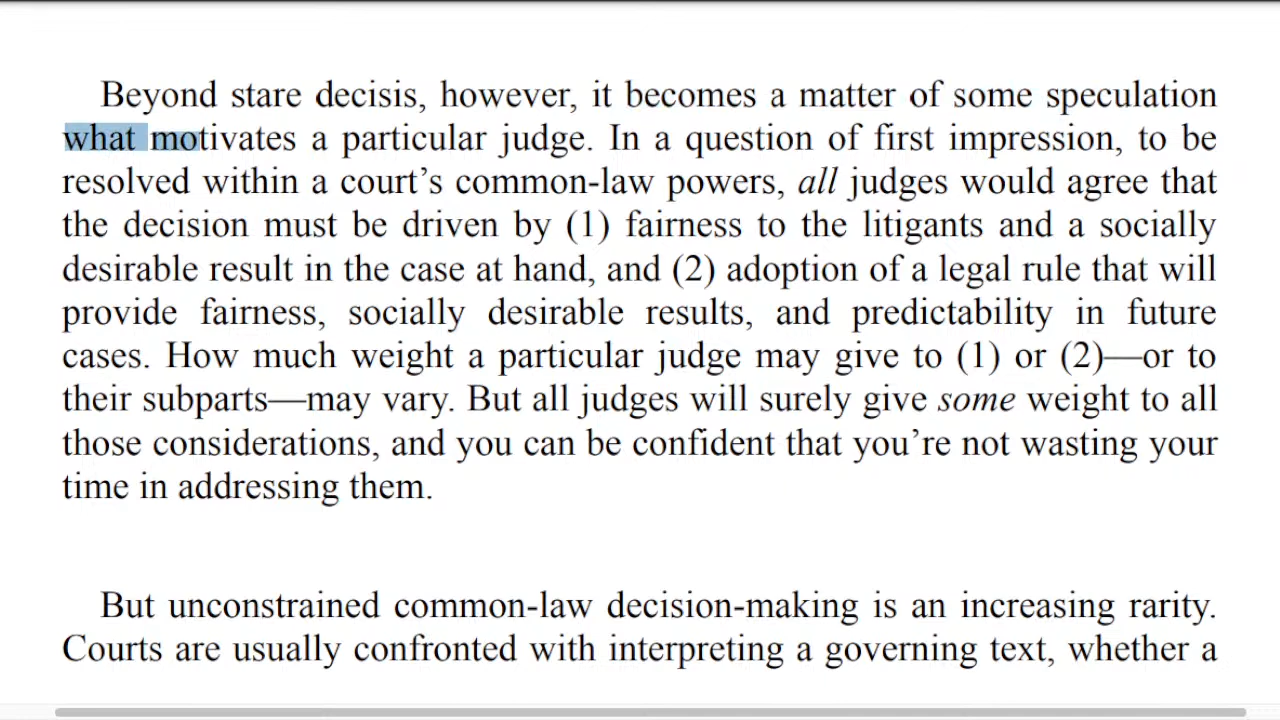 Beyond stare decisis, however, it becomes a matter of some speculation
what motivates a particular judge. In a question of first impression, to be
resolved within a court’s common-law powers, all judges would agree that
the decision must be driven by (1) fairness to the litigants and a socially
desirable result in the case at hand, and (2) adoption of a legal rule that will
provide fairness, socially desirable results, and predictability in future
cases. How much weight a particular judge may give to (1) or (2)—or to
their subparts—may vary. But all judges will surely give some weight to all
those considerations, and you can be confident that you’re not wasting your
time in addressing them.
But unconstrained common-law decision-making is an increasing rarity.
Courts are usually confronted with interpreting a governing text, whether a